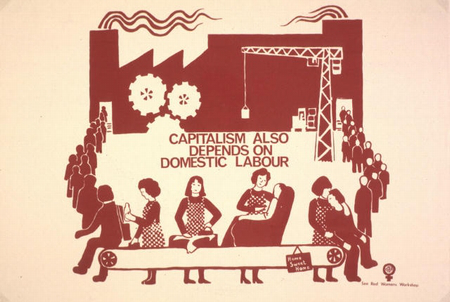 CAPITALISM ALSO
DEPENDS ON
DOMESTIC LABOUR
Home
Sweet
Home
See Red Womens Workshop